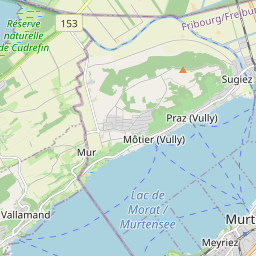 153
Réserve
naturelle
de Cudrefin
Fribourg/Freibu
Sugiez
Praz (Vully)
Môtier (Vully)
Mur
Lac de
Morat /
Murtensee
Vallamand
Murt
Meyriez